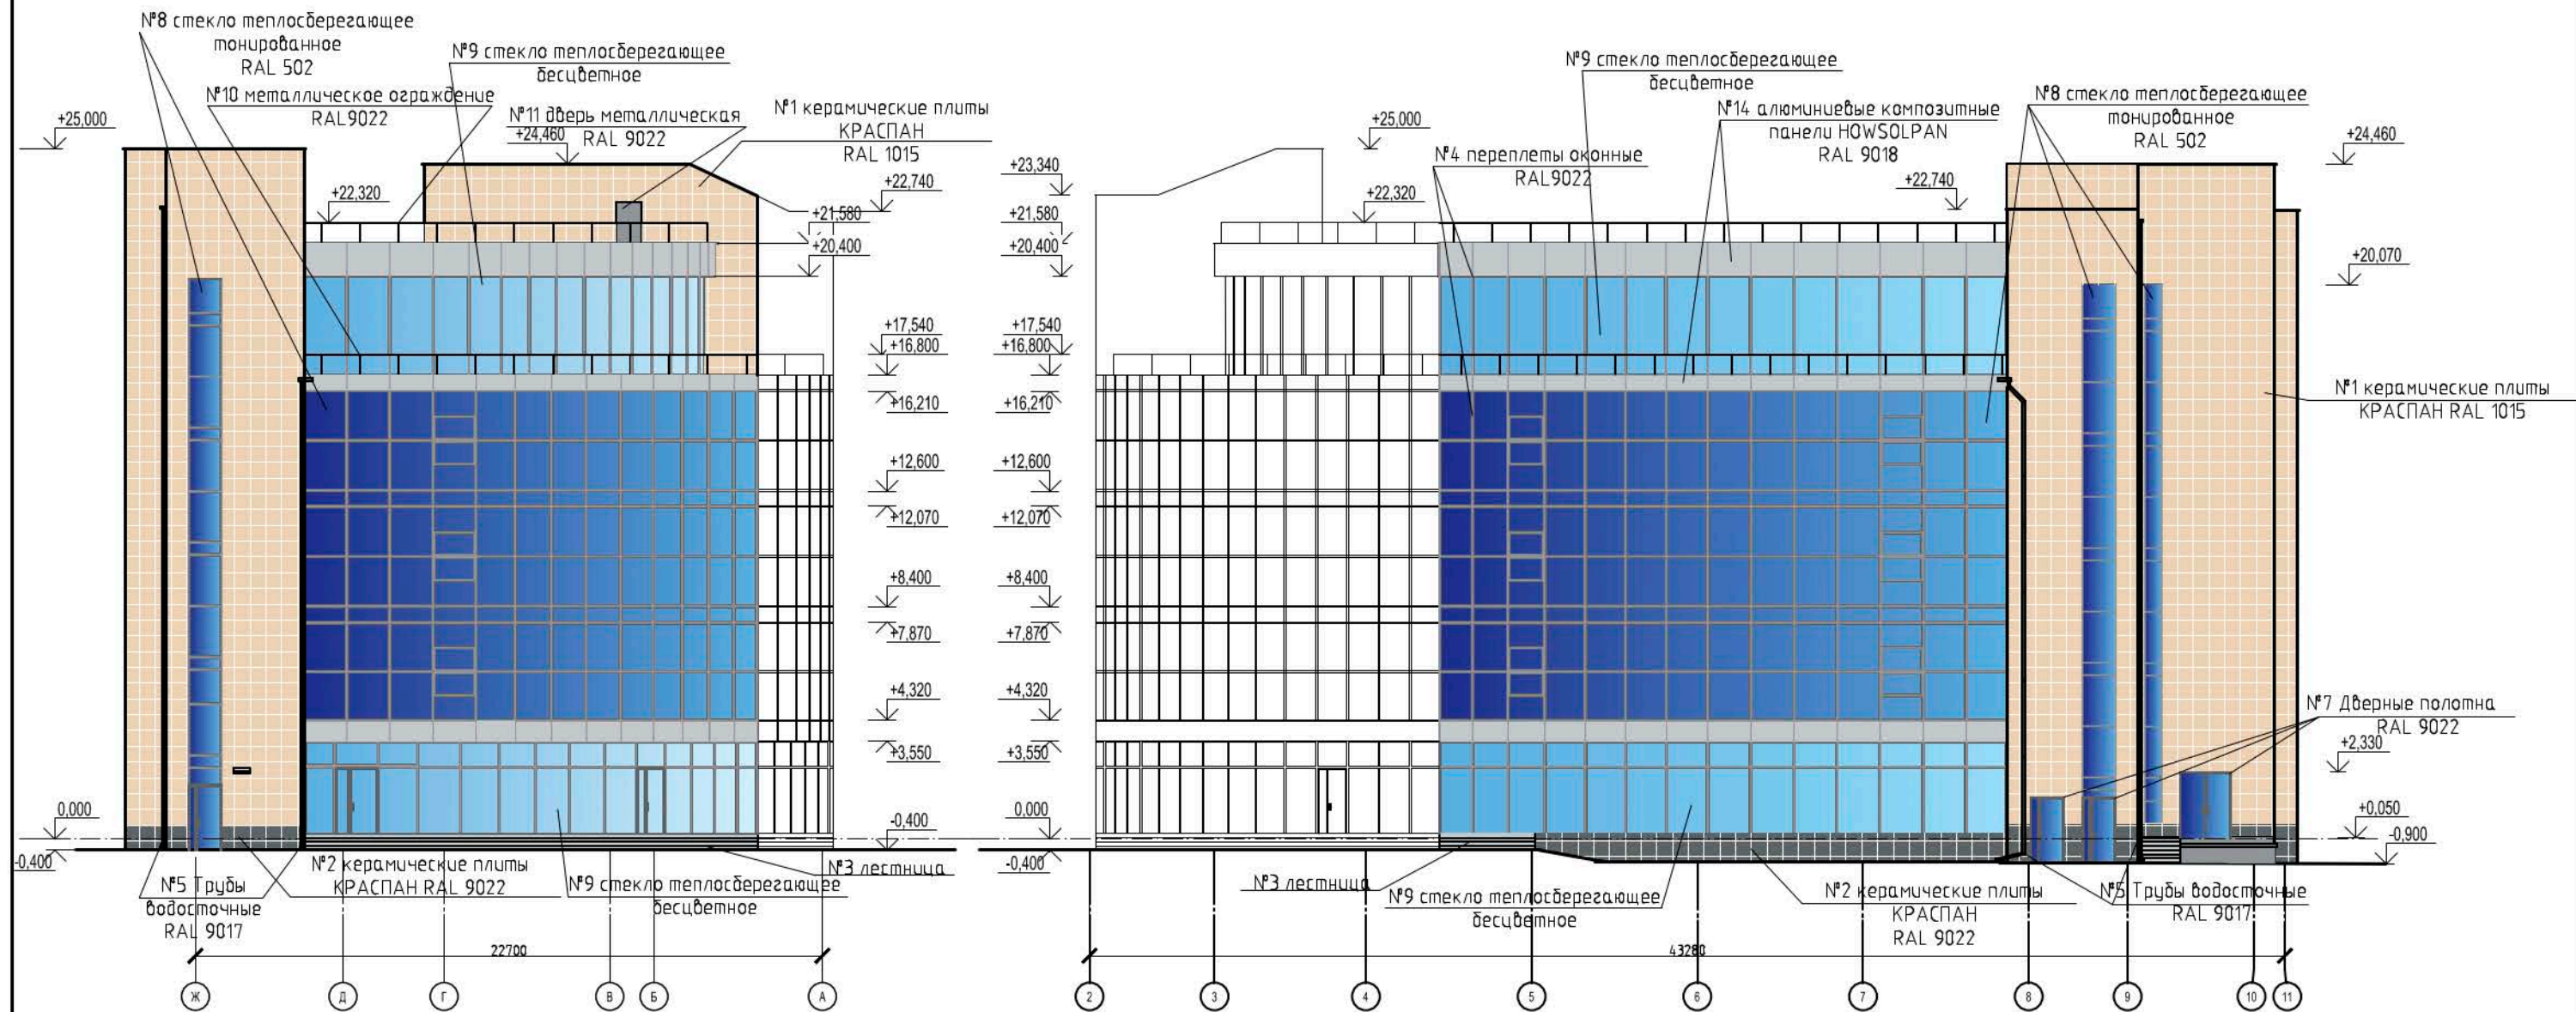 №8 стекло теплосберегающее
тонированное
RAL 502
№9 стекло теплосберегающее
бесцветное
№10 металлическое ограждение
RAL9022
№11 дверь металлическая
RAL 9022
№1 керамические плиты
КРАСПАН
RAL 1015
+25,000
+24,460
+22,740
+22,320
+21,580
+20,400
+17,540
+16,800
+16,210
+12,600
+12,070
+8,400
+7,870
+4,320
+3,550
0,000
-0,400
-0,400
№5 Трубы
водосточные
RAL 9017
№2 керамические плиты
КРАСПАН RAL 9022
№9 стекло теплосберегающее
бесцветное
№3 лестница
22700
Ж
Д
Г
В
Б
А
№9 стекло теплосберегающее
бесцветное
№14 алюминиевые композитные
панели HOWSOLPAN
RAL 9018
№8 стекло теплосберегающее
тонированное
RAL 502
№4 переплеты оконные
RAL9022
+25,000
+24,460
+23,340
+22,740
+22,320
+21,580
+20,400
+20,070
+17,540
+16,800
+16,210
+12,600
+12,070
+8,400
+7,870
+4,320
+3,550
0,000
-0,400
№1 керамические плиты
КРАСПАН RAL 1015
№7 Дверные полотна
RAL 9022
+2,330
+0,050
-0,900
№3 лестница
№9 стекло теплосберегающее
бесцветное
№2 керамические плиты
КРАСПАН
RAL 9022
№5 Трубы водосточные
RAL 9017
43280
2
3
4
5
6
7
8
9
10
11